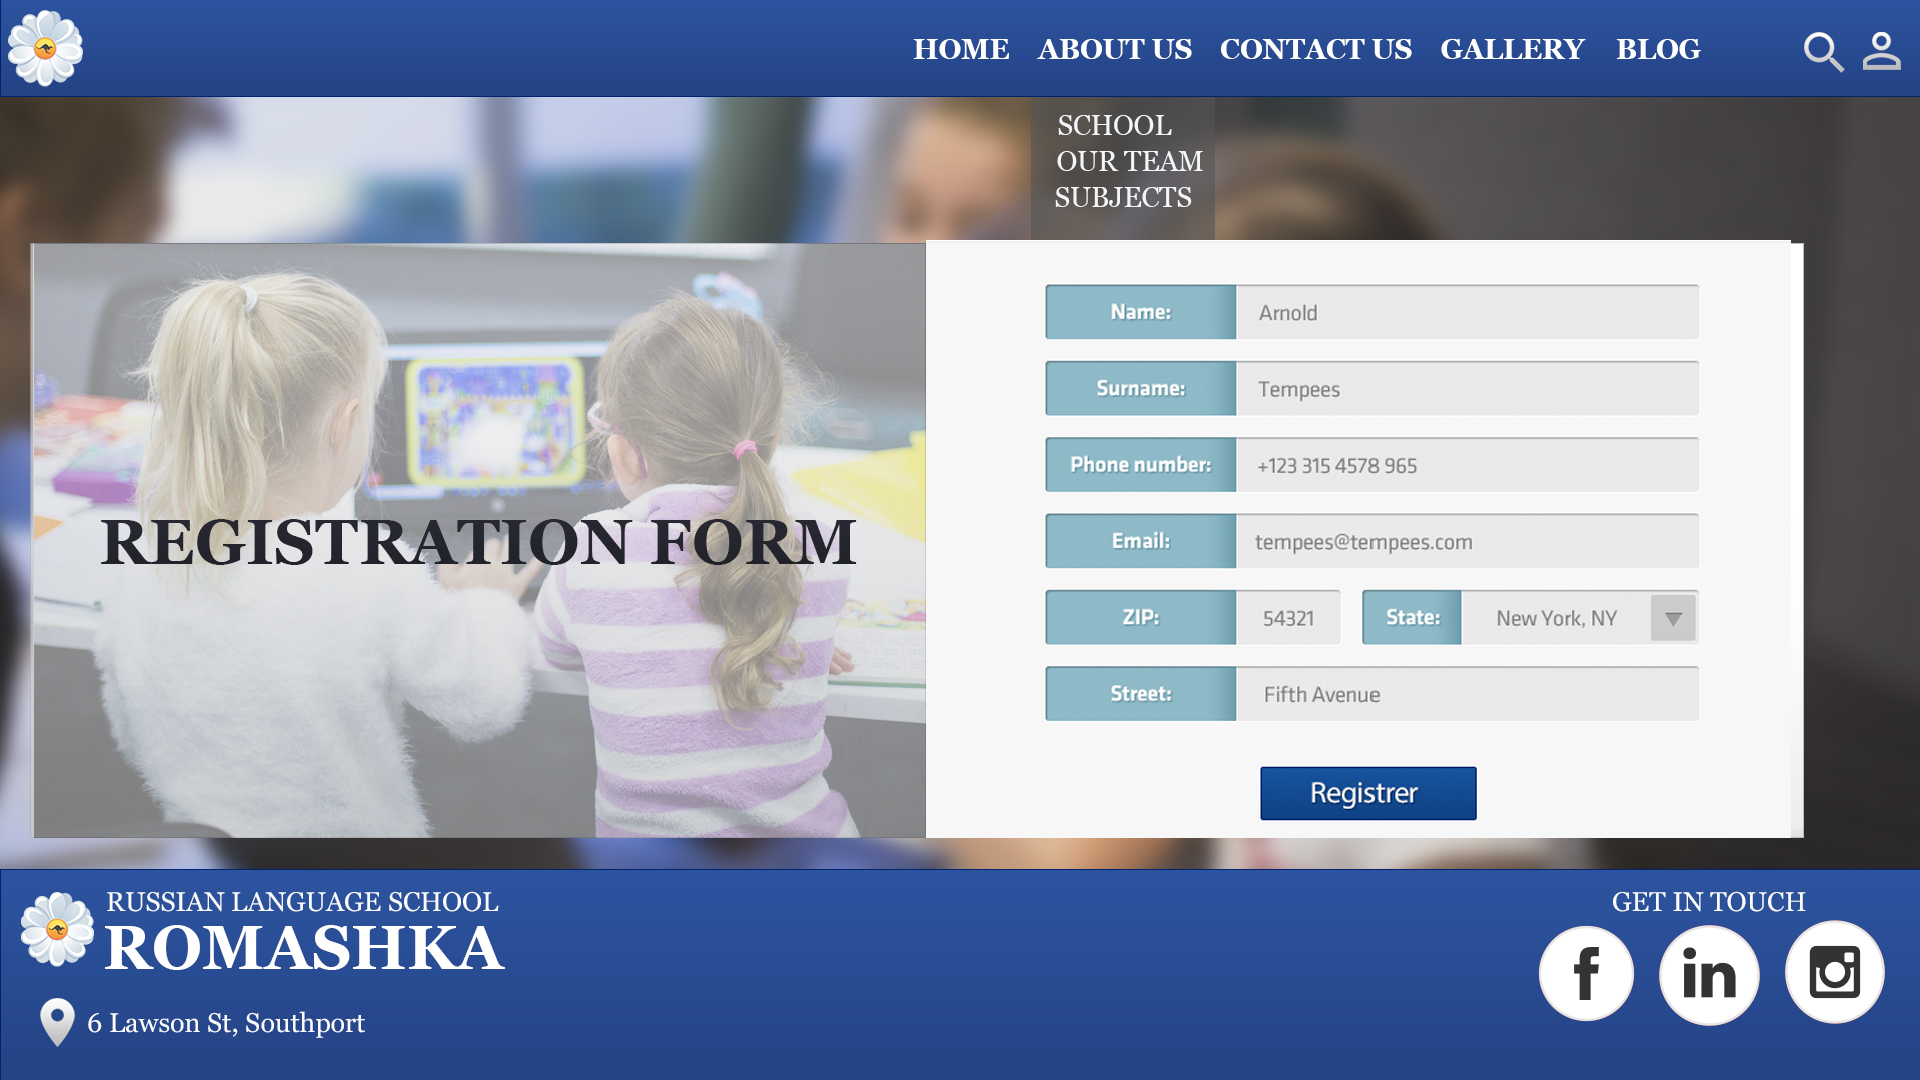 HOME ABOUT US CONTACT US GALLERY BLOG
SCHOOL
OUR TEAM
SUBJECTS
REGISTRATION FORM
Name: Arnold
Surname: Tempees
Phone number: +123 315 4578 965
Email: tempees@tempees.com
ZIP: 54321 State: New York, NY
Street: Fifth Avenue
Registrer
RUSSIAN LANGUAGE SCHOOL
ROMASHKA
6 Lawson St, Southport
GET IN TOUCH
f in